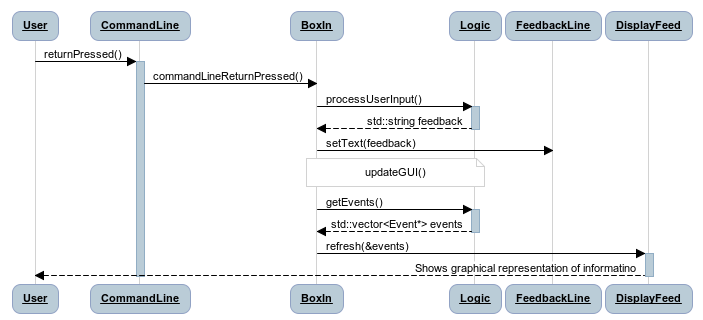 User CommandLine BoxIn Logic FeedbackLine DisplayFeed
returnPressed()
commandLineReturnPressed()
processUserInput()
std::string feedback
setText(feedback)
updateGUI()
getEvents()
std::vector<Event*> events
refresh(&events)
Shows graphical representation of informatino
User CommandLine BoxIn Logic FeedbackLine DisplayFeed